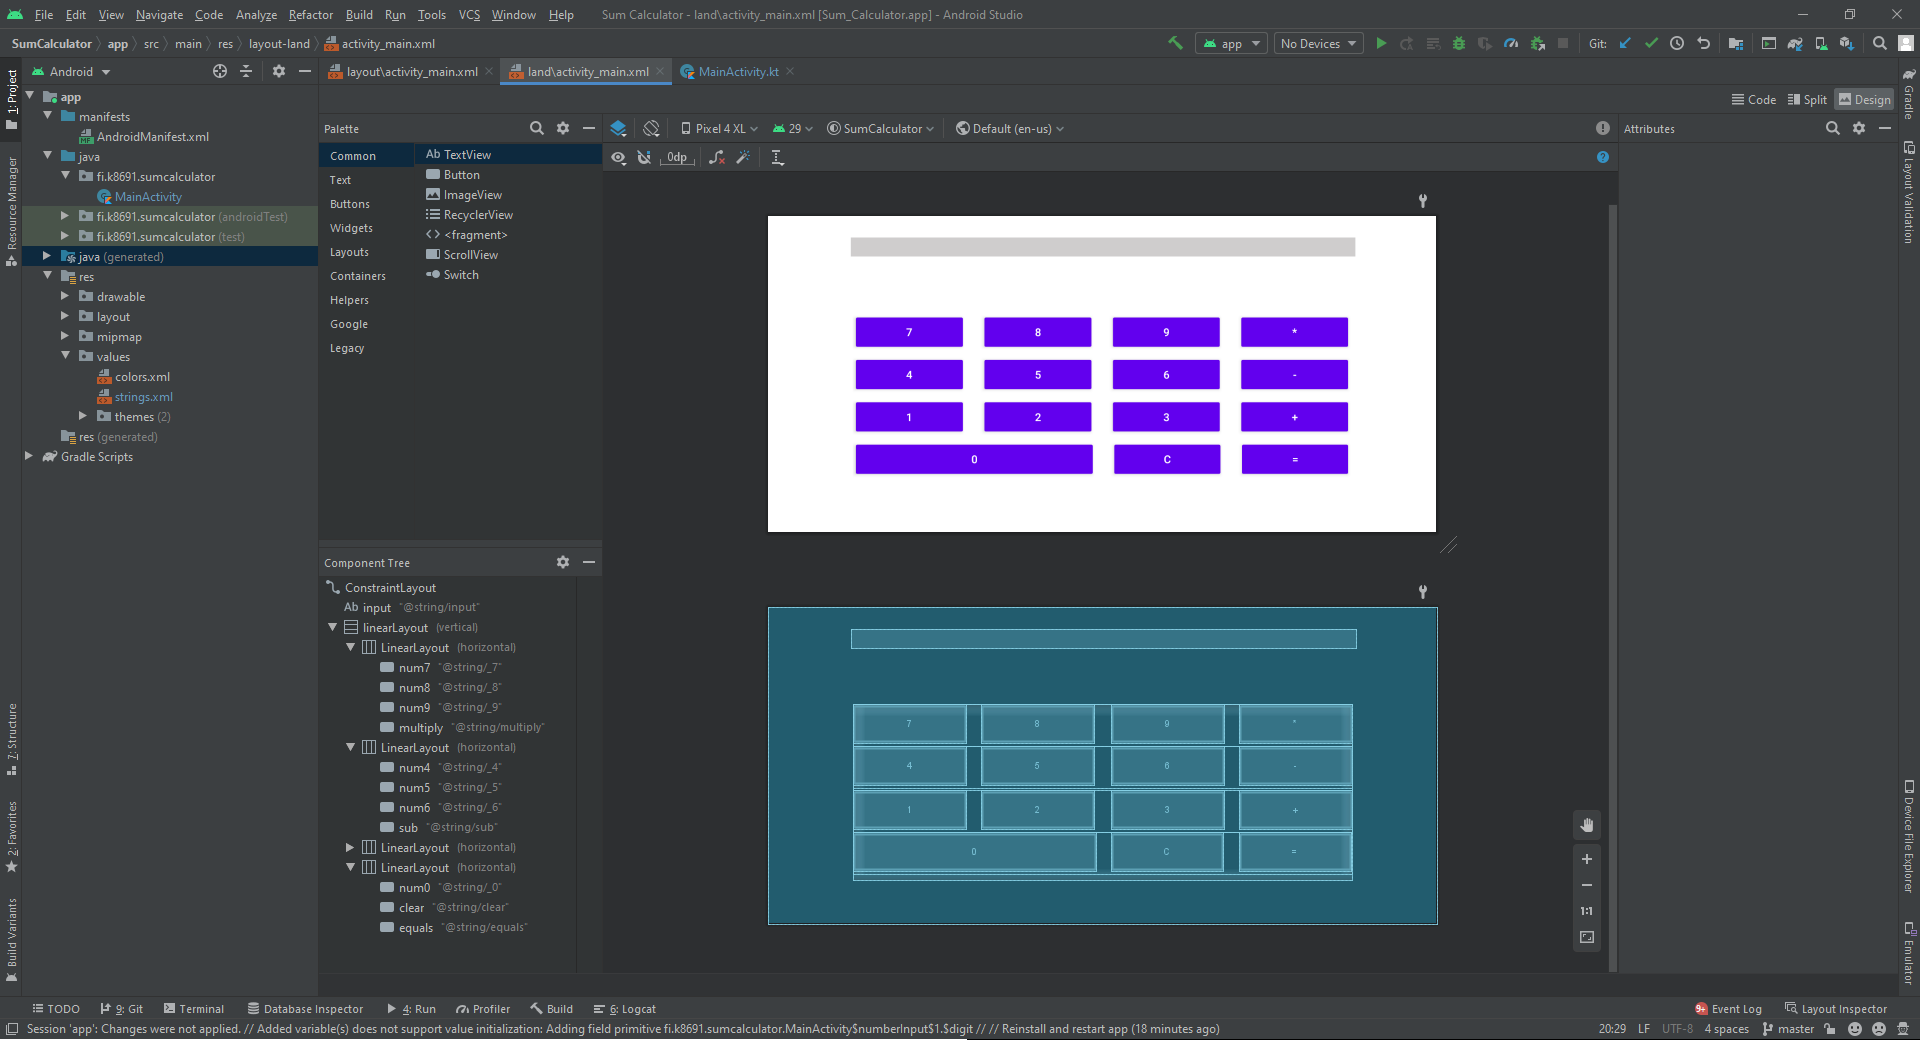 File Edit View Navigate Code Analyze Refactor Build Run Tools VCS Window Help Sum Calculator - land\activity_main.xml [Sum_Calculator.app] - Android Studio
SumCalculator app src main res layout-land activity_main.xml app No Devices Git:
Android layout\activity_main.xml land\activity_main.xml MainActivity.kt
Code Split Design
Palette Pixel 4 XL 29 SumCalculator Default (en-us) Attributes
0dp
1: Project
Resource Manager
7: Structure
2: Favorites
Build Variants
app
manifests
AndroidManifest.xml
java
fi.k8691.sumcalculator
MainActivity
fi.k8691.sumcalculator (androidTest)
fi.k8691.sumcalculator (test)
java (generated)
res
drawable
layout
mipmap
values
colors.xml
strings.xml
themes (2)
res (generated)
Gradle Scripts
Common
Text
Buttons
Widgets
Layouts
Containers
Helpers
Google
Legacy
Ab TextView
Button
ImageView
RecyclerView
<fragment>
ScrollView
Switch
Component Tree
ConstraintLayout
Ab input "@string/input"
linearLayout (vertical)
LinearLayout (horizontal)
num7 "@string/_7"
num8 "@string/_8"
num9 "@string/_9"
multiply "@string/multiply"
LinearLayout (horizontal)
num4 "@string/_4"
num5 "@string/_5"
num6 "@string/_6"
sub "@string/sub"
LinearLayout (horizontal)
LinearLayout (horizontal)
num0 "@string/_0"
clear "@string/clear"
equals "@string/equals"
7 8 9 *
4 5 6 -
1 2 3 +
0 C =
7 8 9 *
4 5 6 -
1 2 3 +
0 C =
1:1
Gradle
Layout Validation
Device File Explorer
Emulator
TODO 9: Git Terminal Database Inspector 4: Run Profiler Build 6: Logcat 9+ Event Log Layout Inspector
Session 'app': Changes were not applied. // Added variable(s) does not support value initialization: Adding field primitive fi.k8691.sumcalculator.MainActivity$numberInput$1.$digit // // Reinstall and restart app (18 minutes ago) 20:29 LF UTF-8 4 spaces master